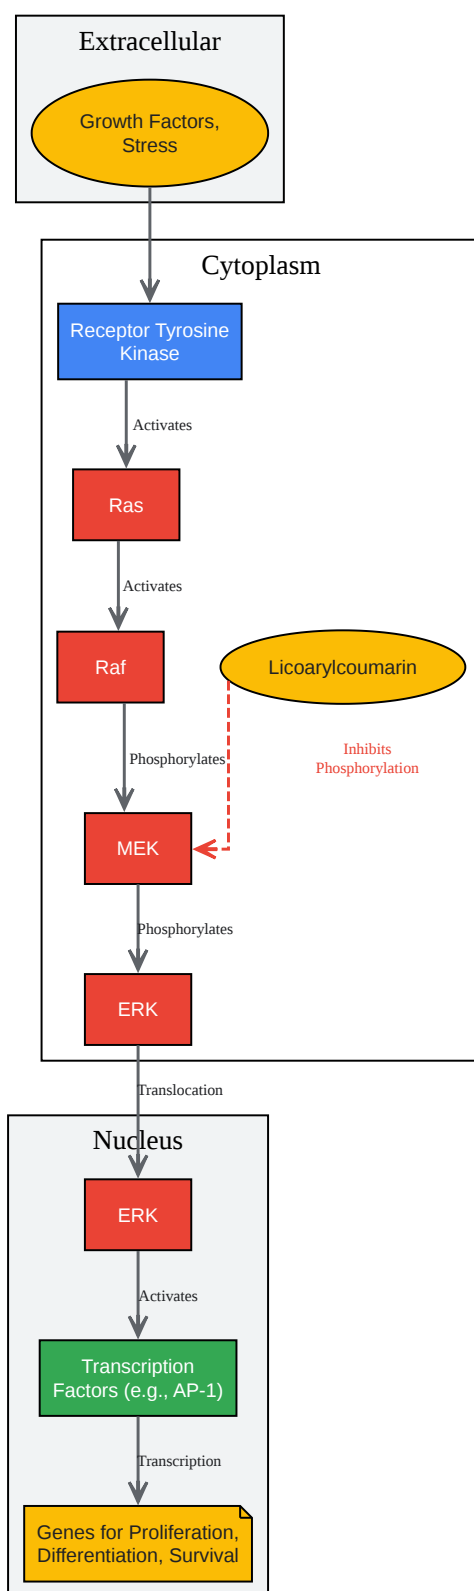 Extracellular
Growth Factors,
Stress
Cytoplasm
Receptor Tyrosine
Kinase
Activates
Ras
Activates
Raf
Licoarylcoumarin
Phosphorylates
Inhibits
Phosphorylation
MEK
Phosphorylates
ERK
Translocation
Nucleus
ERK
Activates
Transcription
Factors (e.g., AP-1)
Transcription
Genes for Proliferation,
Differentiation, Survival